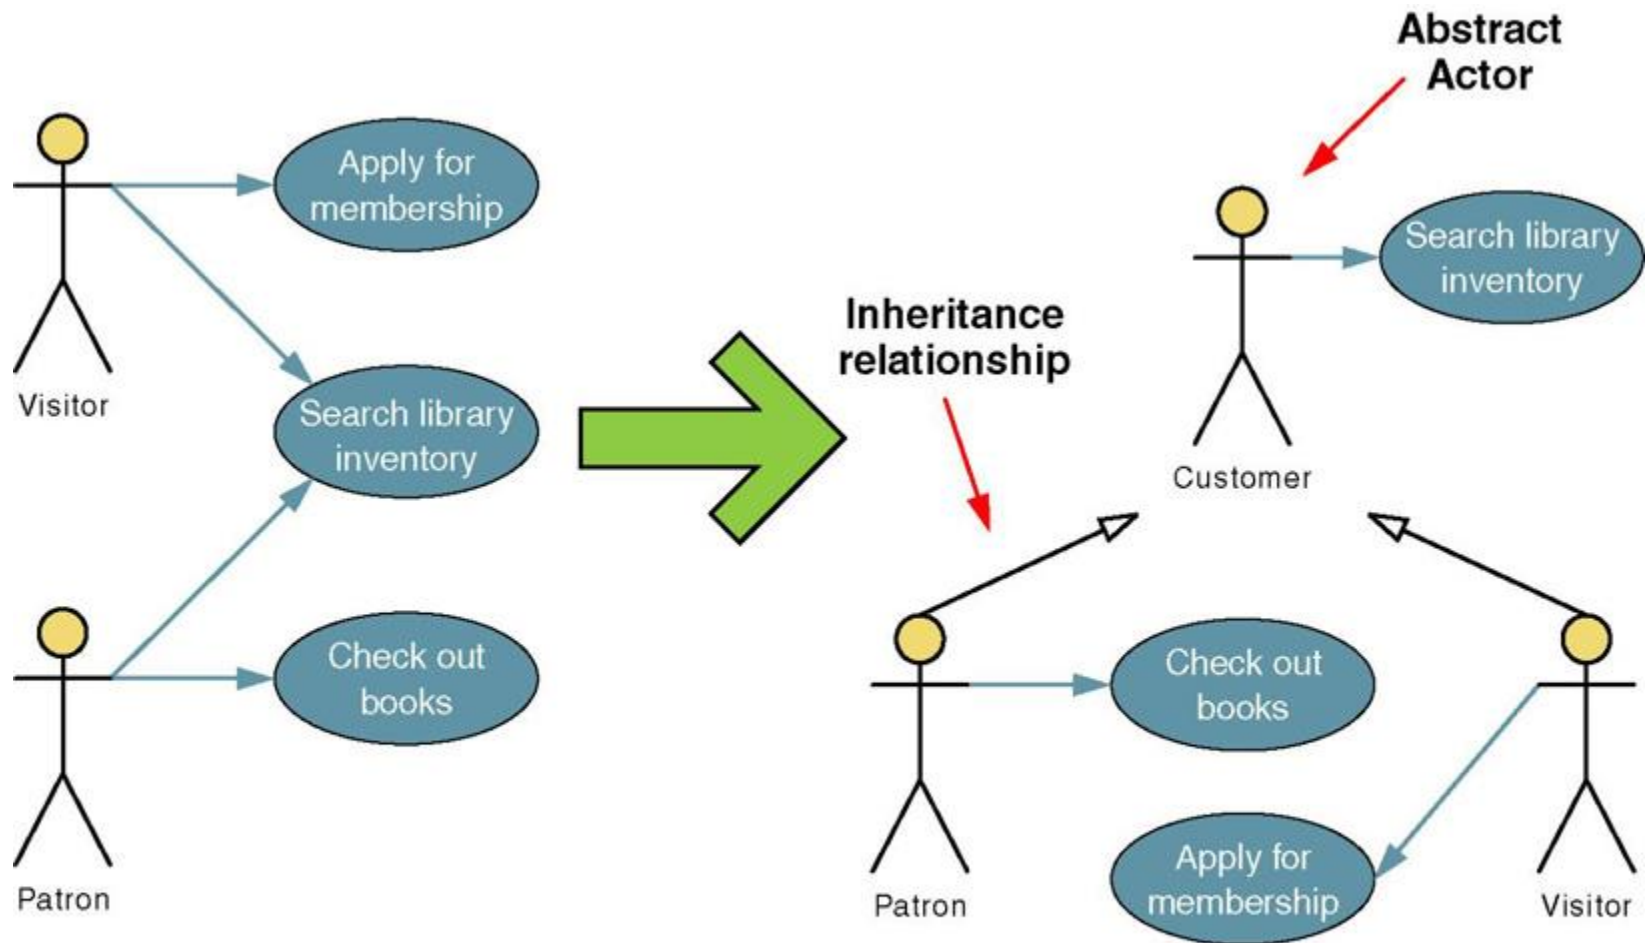 Apply for
membership
Visitor
Search library
inventory
Check out
books
Patron
Abstract
Actor
Search library
inventory
Inheritance
relationship
Customer
Check out
books
Apply for
membership
Patron
Visitor